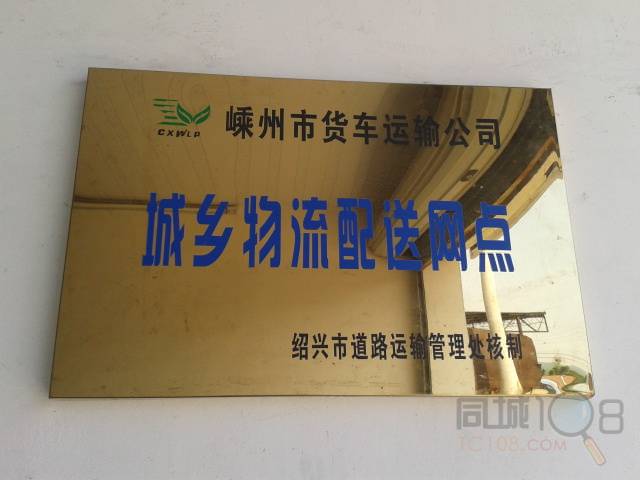 CXWLP
嵊州市货车运输公司
城乡物流配送网点
绍兴市道路运输管理处核制
同城108
TC108.COM